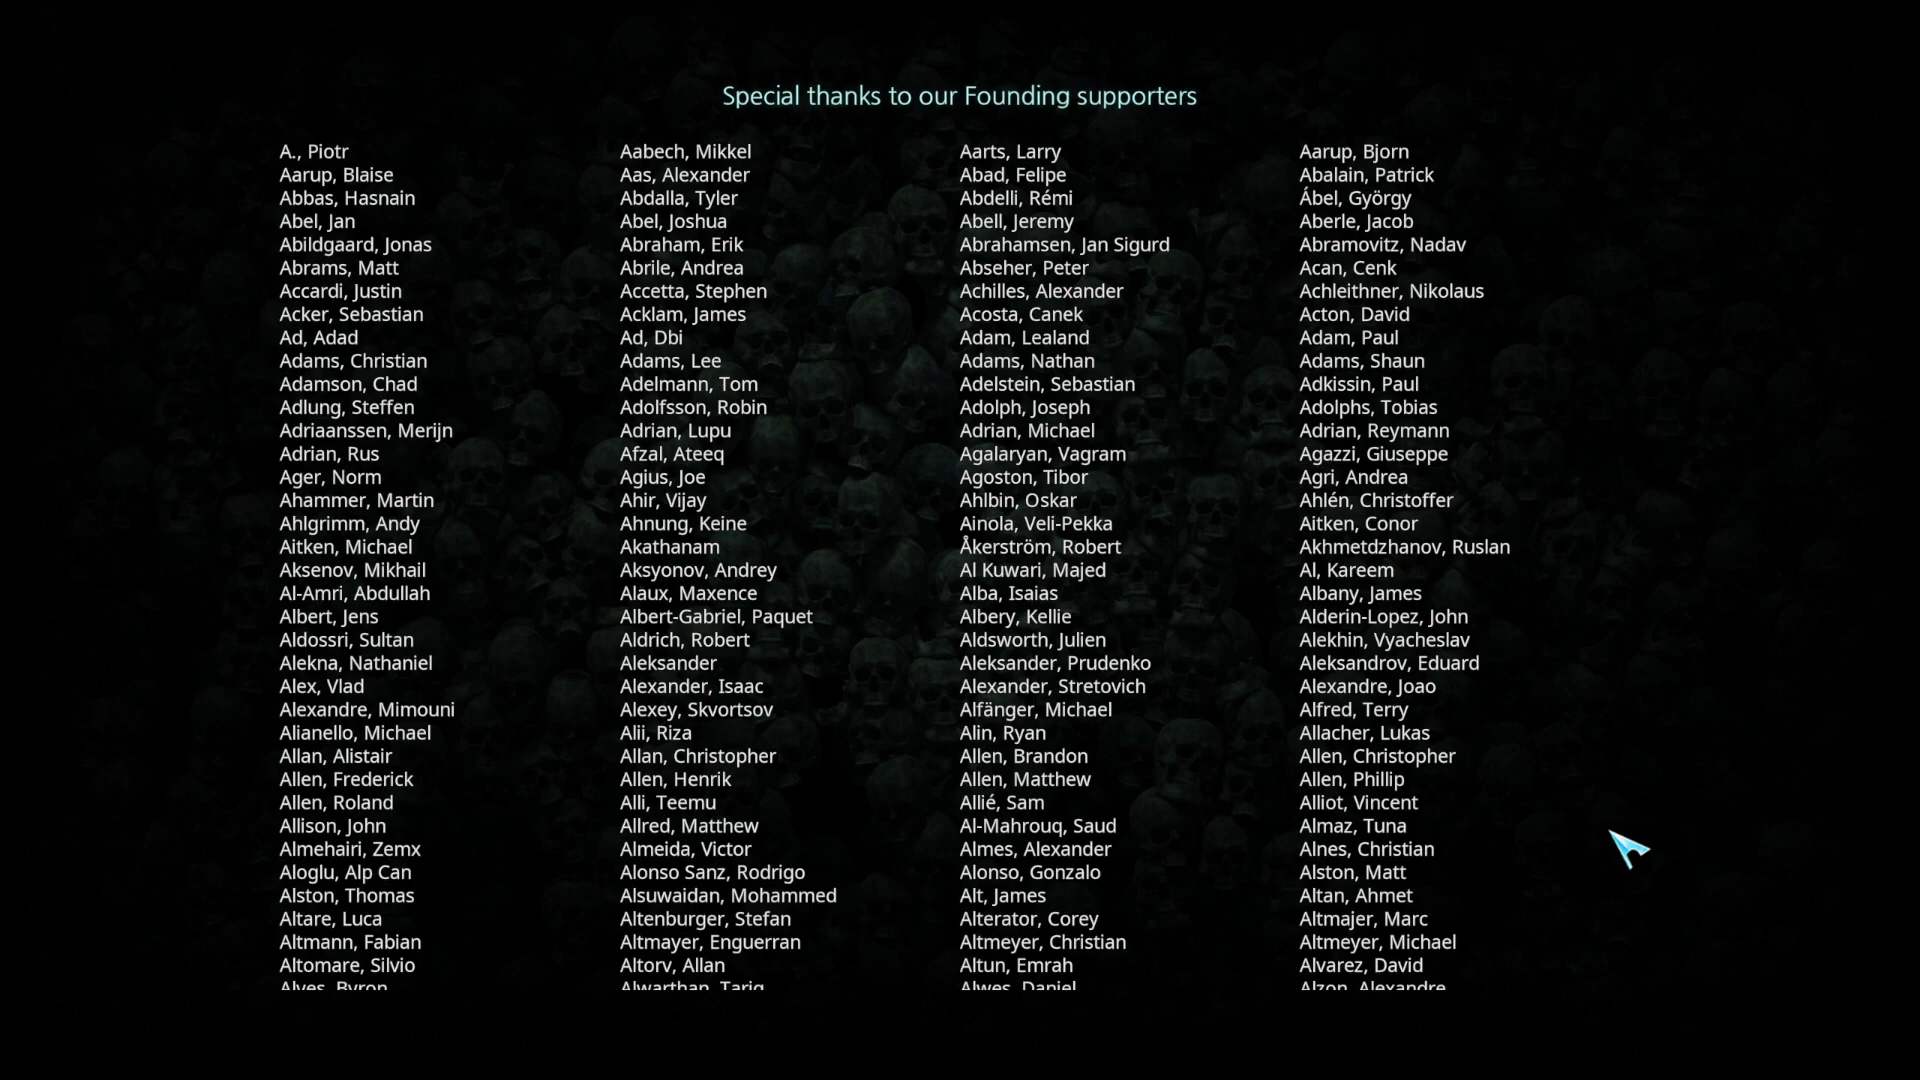 Special thanks to our Founding supporters
A., Piotr Aabech, Mikkel Aarts, Larry Aarup, Bjorn
Aarup, Blaise Aas, Alexander Abad, Felipe Abalain, Patrick
Abbas, Hasnain Abdalla, Tyler Abdelli, Rémi Ábel, György
Abel, Jan Abel, Joshua Abell, Jeremy Aberle, Jacob
Abildgaard, Jonas Abraham, Erik Abrahamsen, Jan Sigurd Abramovitz, Nadav
Abrams, Matt Abrile, Andrea Abseher, Peter Acan, Cenk
Accardi, Justin Accetta, Stephen Achilles, Alexander Achleithner, Nikolaus
Acker, Sebastian Acklam, James Acosta, Canek Acton, David
Ad, Adad Ad, Dbi Adam, Lealand Adam, Paul
Adams, Christian Adams, Lee Adams, Nathan Adams, Shaun
Adamson, Chad Adelmann, Tom Adelstein, Sebastian Adkissin, Paul
Adlung, Steffen Adolfsson, Robin Adolph, Joseph Adolphs, Tobias
Adriaanssen, Merijn Adrian, Lupu Adrian, Michael Adrian, Reymann
Adrian, Rus Afzal, Ateeq Agalaryan, Vagram Agazzi, Giuseppe
Ager, Norm Agius, Joe Agoston, Tibor Agri, Andrea
Ahammer, Martin Ahir, Vijay Ahlbin, Oskar Ahlén, Christoffer
Ahlgrimm, Andy Ahnung, Keine Ainola, Veli-Pekka Aitken, Conor
Aitken, Michael Akathanam Åkerström, Robert Akhmetdzhanov, Ruslan
Aksenov, Mikhail Aksyonov, Andrey Al Kuwari, Majed Al, Kareem
Al-Amri, Abdullah Alaux, Maxence Alba, Isaias Albany, James
Albert, Jens Albert-Gabriel, Paquet Albery, Kellie Alderin-Lopez, John
Aldossri, Sultan Aldrich, Robert Aldsworth, Julien Alekhin, Vyacheslav
Alekna, Nathaniel Aleksander Aleksander, Prudenko Aleksandrov, Eduard
Alex, Vlad Alexander, Isaac Alexander, Stretovich Alexandre, Joao
Alexandre, Mimouni Alexey, Skvortsov Alfänger, Michael Alfred, Terry
Alianello, Michael Alii, Riza Alin, Ryan Allacher, Lukas
Allan, Alistair Allan, Christopher Allen, Brandon Allen, Christopher
Allen, Frederick Allen, Henrik Allen, Matthew Allen, Phillip
Allen, Roland Alli, Teemu Allié, Sam Alliot, Vincent
Allison, John Allred, Matthew Al-Mahrouq, Saud Almaz, Tuna
Almehairi, Zemx Almeida, Victor Almes, Alexander Alnes, Christian
Aloglu, Alp Can Alonso Sanz, Rodrigo Alonso, Gonzalo Alston, Matt
Alston, Thomas Alsuwaidan, Mohammed Alt, James Altan, Ahmet
Altare, Luca Altenburger, Stefan Alterator, Corey Altmajer, Marc
Altmann, Fabian Altmayer, Enguerran Altmeyer, Christian Altmeyer, Michael
Altomare, Silvio Altorv, Allan Altun, Emrah Alvarez, David
Alves, Byron Alwarthan, Tariq Alwes, Daniel Alzon, Alexandre